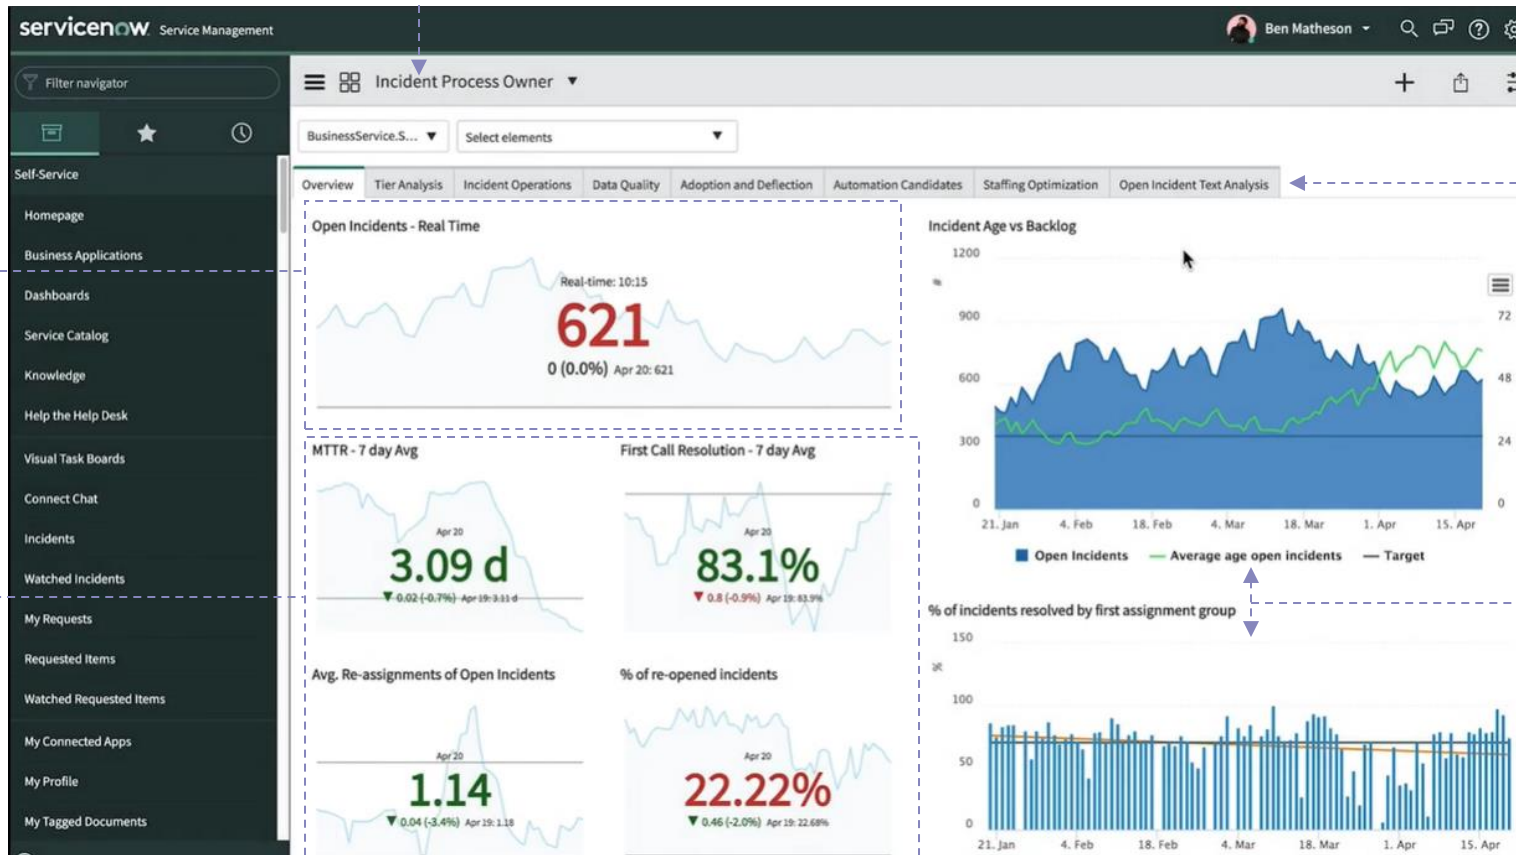 servicenow Service Management
Ben Matheson
Filter navigator
Self-Service
Homepage
Business Applications
Dashboards
Service Catalog
Knowledge
Help the Help Desk
Visual Task Boards
Connect Chat
Incidents
Watched Incidents
My Requests
Requested Items
Watched Requested Items
My Connected Apps
My Profile
My Tagged Documents
Incident Process Owner
BusinessService.S...
Select elements
Overview Tier Analysis Incident Operations Data Quality Adoption and Deflection Automation Candidates Staffing Optimization Open Incident Text Analysis
Open Incidents - Real Time
Real-time: 10:15
621
0 (0.0%) Apr 20: 621
MTTR - 7 day Avg
Apr 20
3.09 d
▼ 0.02 (-0.7%) Apr 19: 3.11 d
First Call Resolution - 7 day Avg
Apr 20
83.1%
▼ 0.8 (-0.9%) Apr 19: 83.9%
Avg. Re-assignments of Open Incidents
Apr 20
1.14
▼ 0.04 (-3.4%) Apr 19: 1.18
% of re-opened incidents
Apr 20
22.22%
▼ 0.46 (-2.0%) Apr 19: 22.68%
Incident Age vs Backlog
#
1200
900 72
600 48
300 24
0 0
21. Jan 4. Feb 18. Feb 4. Mar 18. Mar 1. Apr 15. Apr
Open Incidents Average age open incidents Target
% of incidents resolved by first assignment group
%
150
100
50
0
21. Jan 4. Feb 18. Feb 4. Mar 18. Mar 1. Apr 15. Apr